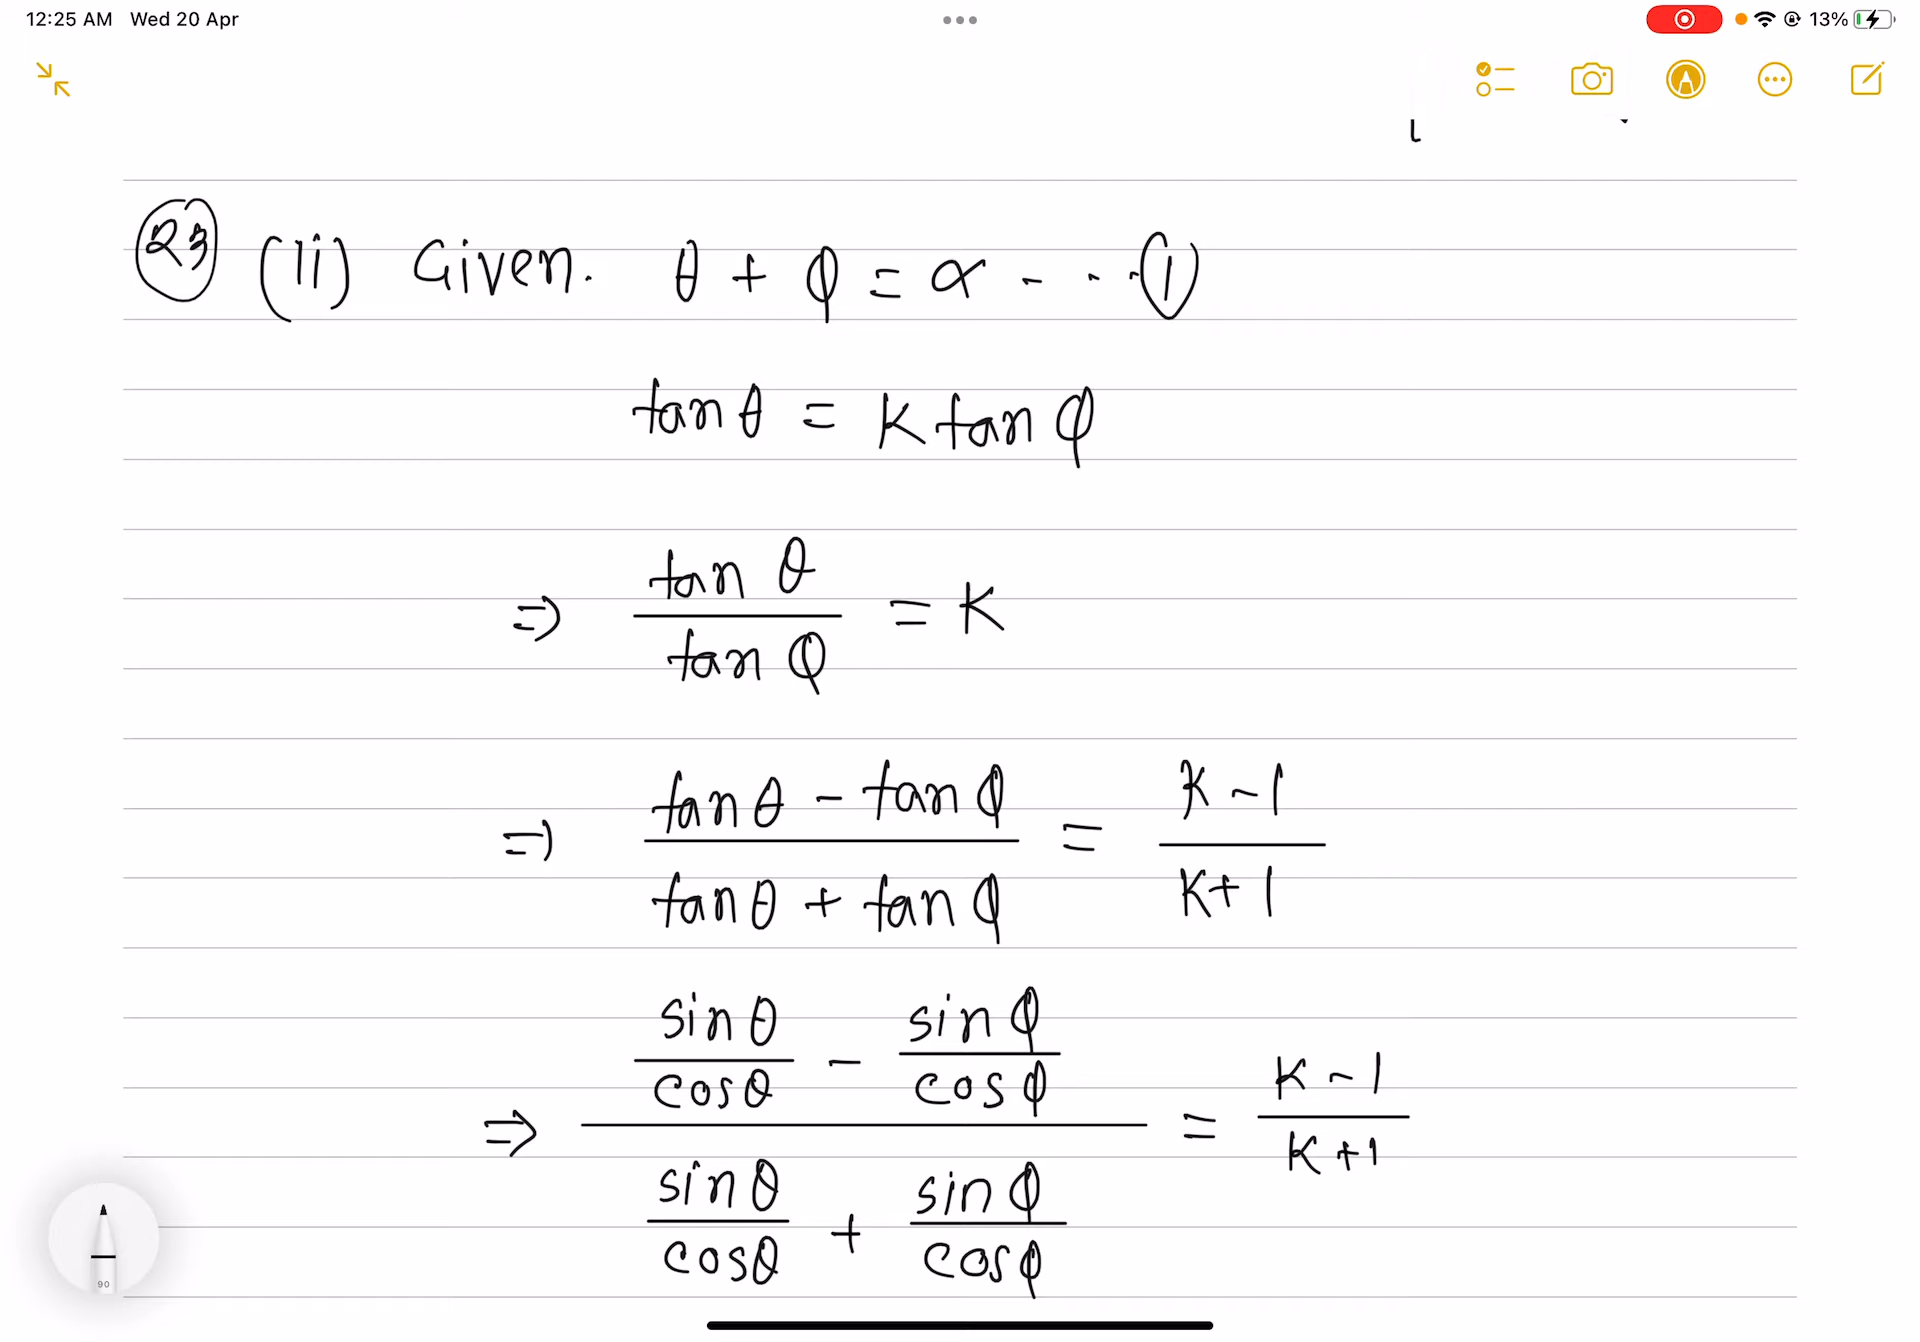 12:25 AM Wed 20 Apr 13%
23 (ii) Given. θ + φ = α - - - 1
tan θ = K tan φ
⇒ tan θ / tan φ = K
⇒ tan θ - tan φ / tan θ + tan φ = K - 1 / K + 1
⇒ sin θ / cos θ - sin φ / cos φ / sin θ / cos θ + sin φ / cos φ = K - 1 / K + 1
90